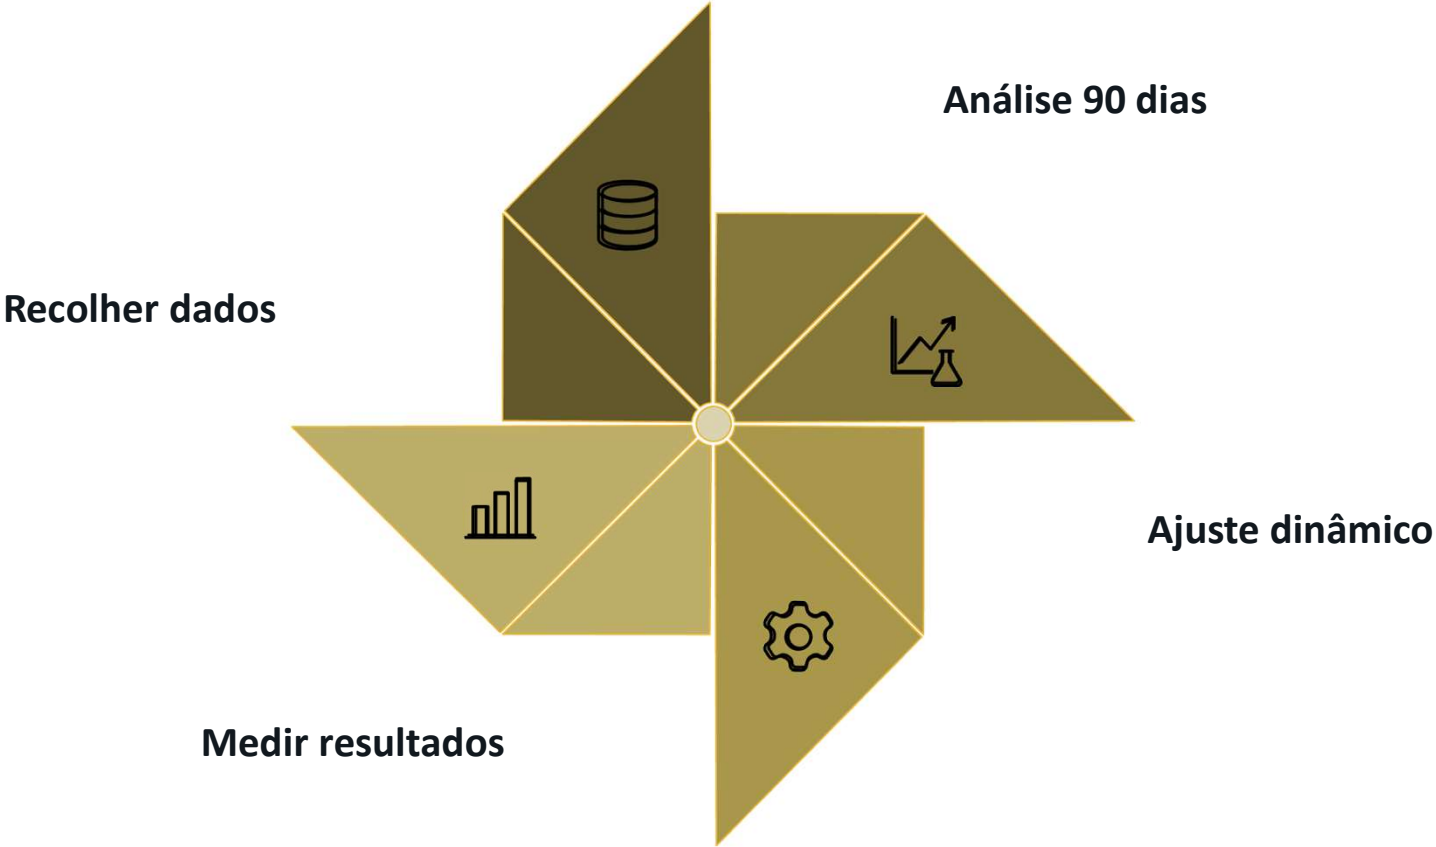 Análise 90 dias
Recolher dados
Ajuste dinâmico
Medir resultados